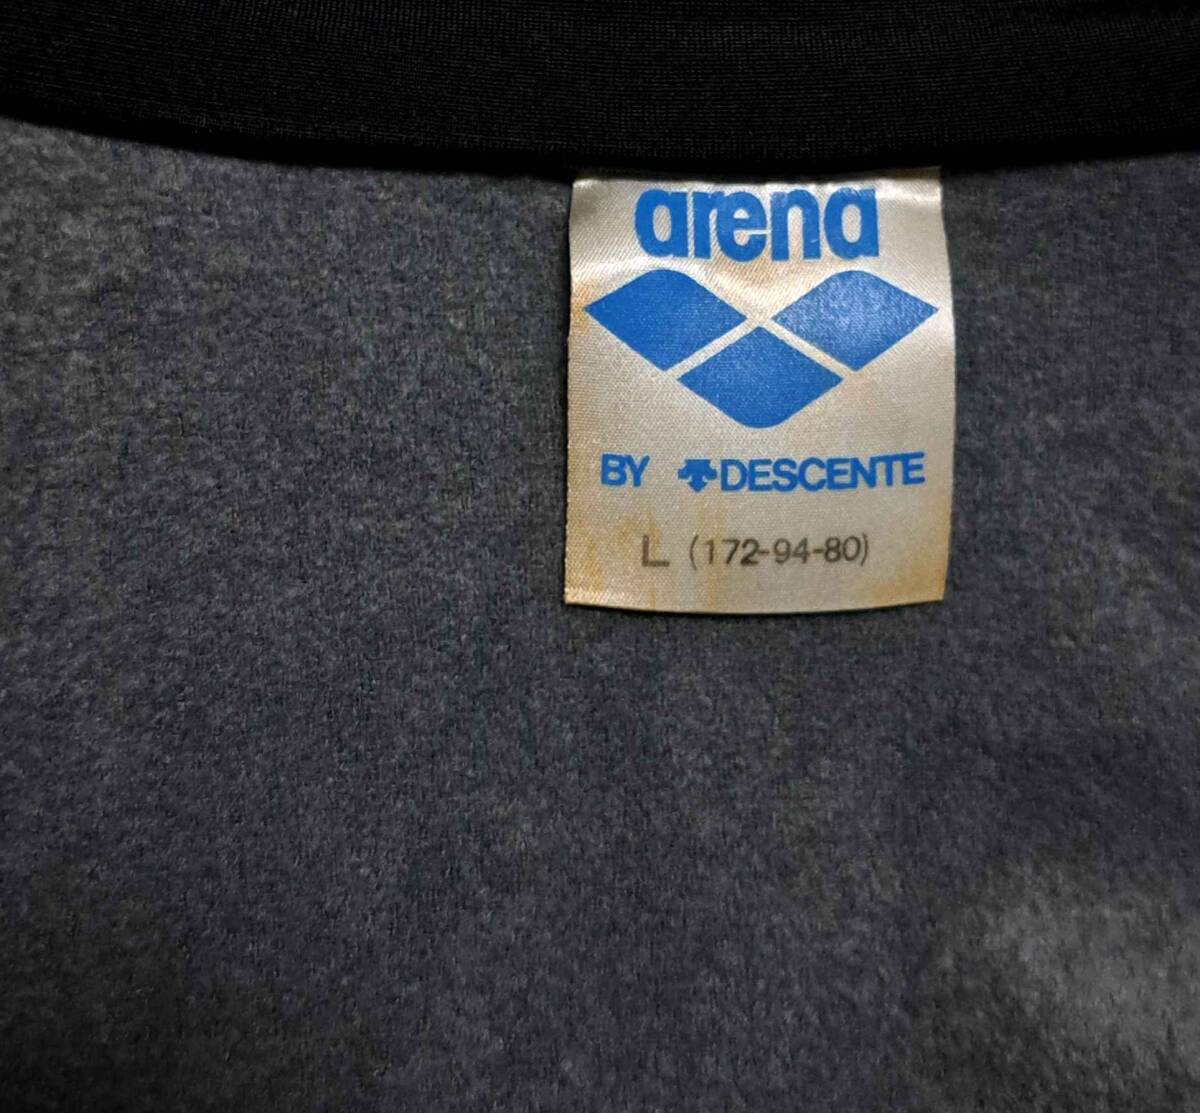 arena
BY DESCENTE
L (172-94-80)